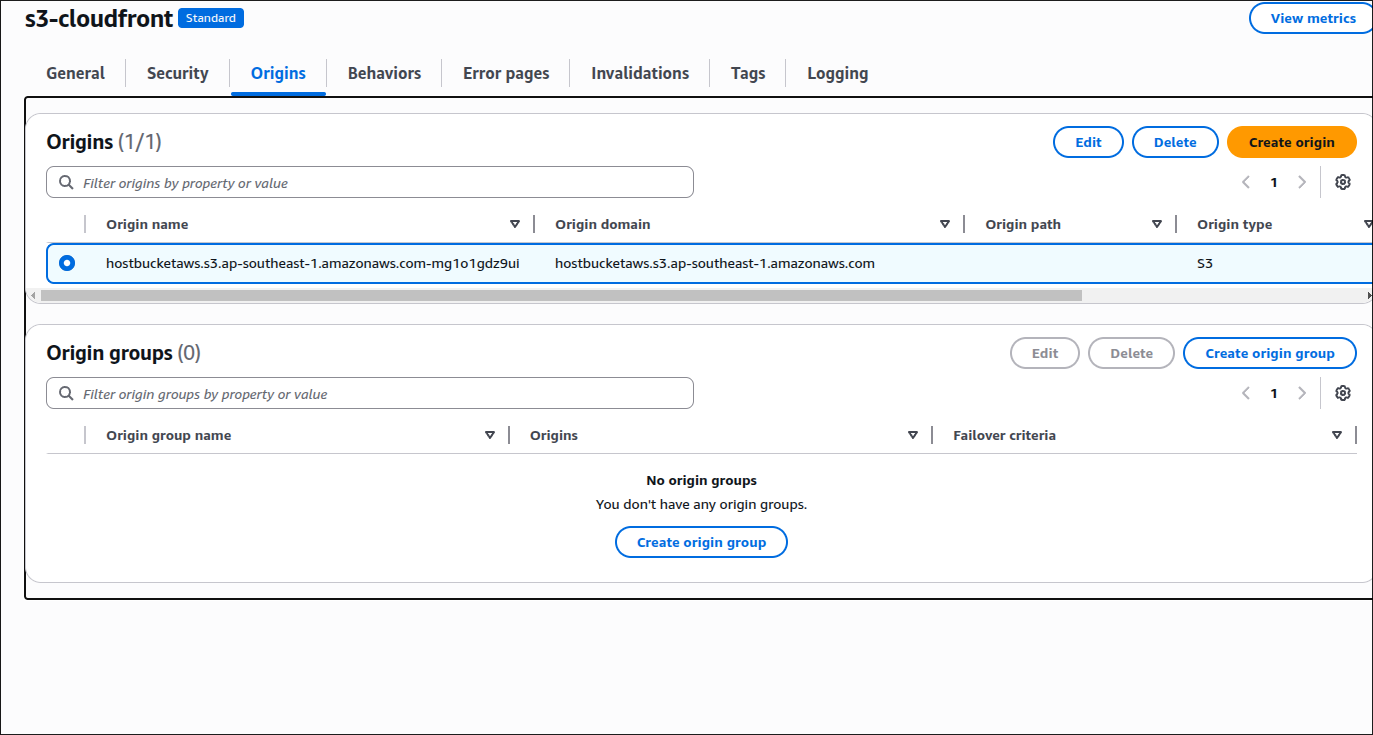 s3-cloudfront Standard View metrics
General Security Origins Behaviors Error pages Invalidations Tags Logging
Origins (1/1) Edit Delete Create origin
Filter origins by property or value 1
Origin name Origin domain Origin path Origin type
hostbucketaws.s3.ap-southeast-1.amazonaws.com-mg1o1gdz9ui hostbucketaws.s3.ap-southeast-1.amazonaws.com S3
Origin groups (0) Edit Delete Create origin group
Filter origin groups by property or value 1
Origin group name Origins Failover criteria
No origin groups
You don't have any origin groups.
Create origin group